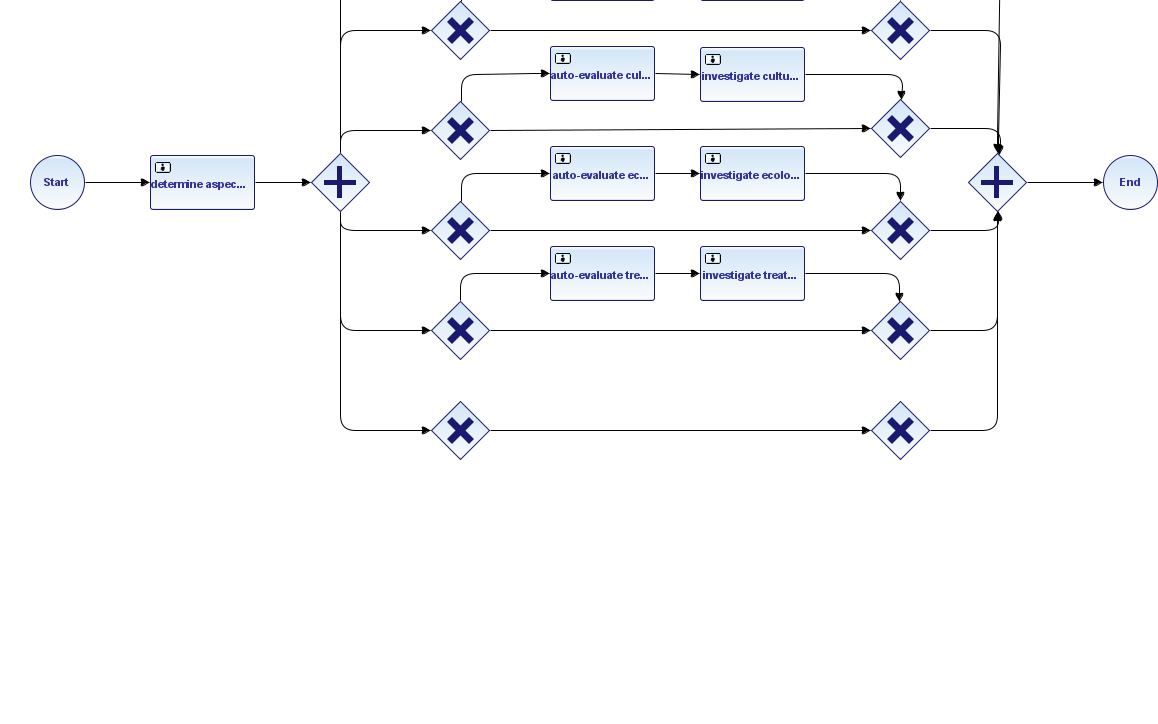 auto-evaluate cul...
investigate cultu...
Start
determine aspec...
auto-evaluate ec...
investigate ecolo...
End
auto-evaluate tre...
investigate treat...